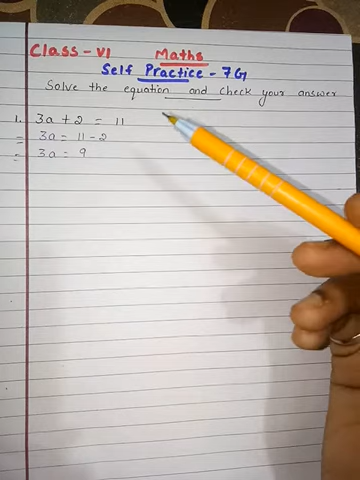 Class - VI Maths
Self Practice - 7G
Solve the equation and check your answer
1. 3a + 2 = 11
= 3a = 11 - 2
= 3a = 9